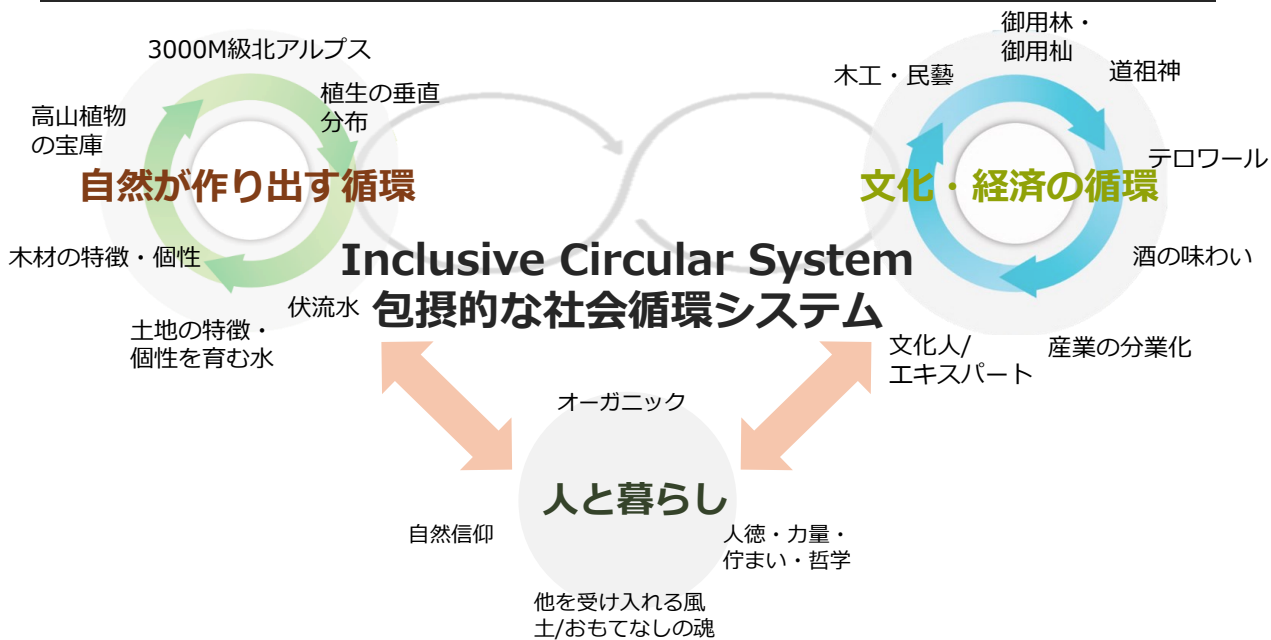 3000M級北アルプス
植生の垂直
分布
高山植物
の宝庫
自然が作り出す循環
木材の特徴・個性
伏流水
土地の特徴・
個性を育む水
御用林・
御用杣
木工・民藝
道祖神
テロワール
文化・経済の循環
酒の味わい
産業の分業化
文化人/
エキスパート
Inclusive Circular System
包摂的な社会循環システム
オーガニック
人と暮らし
自然信仰
人徳・力量・
佇まい・哲学
他を受け入れる風
土/おもてなしの魂